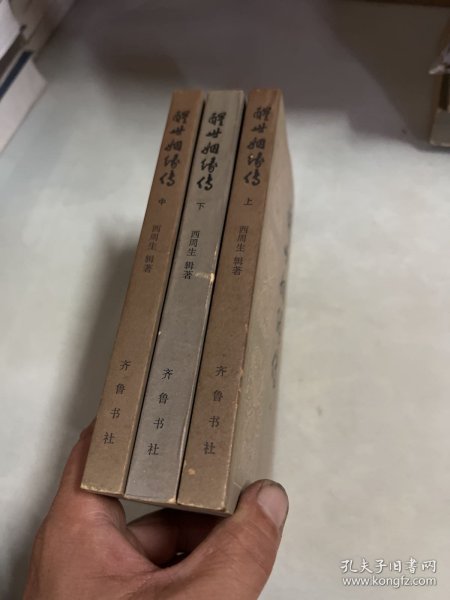 醒世姻缘传
中
西周生 辑著
齐鲁书社
醒世姻缘传
下
西周生 辑著
齐鲁书社
醒世姻缘传
上
西周生 辑著
齐鲁书社
孔夫子旧书网
www.kongfz.com